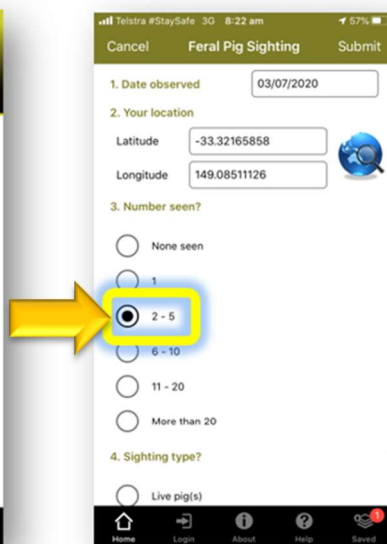 Telstra #StaySafe 3G 8:22 am 57%
Cancel Feral Pig Sighting Submit
1. Date observed 03/07/2020
2. Your location
Latitude -33.32165858
Longitude 149.08511126
3. Number seen?
None seen
1
2 - 5
6 - 10
11 - 20
More than 20
4. Sighting type?
Live pig(s)
Home Login About Help Saved 1